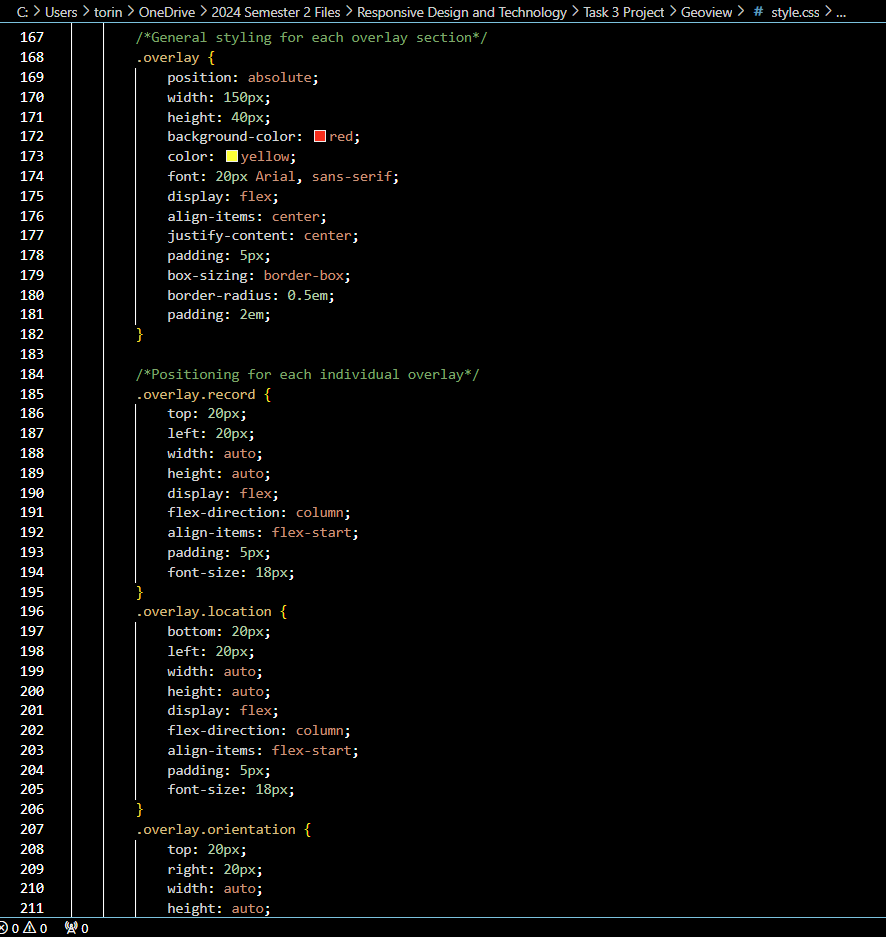 C: > Users > torin > OneDrive > 2024 Semester 2 Files > Responsive Design and Technology > Task 3 Project > Geoview > # style.css > ...
167 /*General styling for each overlay section*/
168 .overlay {
169 position: absolute;
170 width: 150px;
171 height: 40px;
172 background-color: red;
173 color: yellow;
174 font: 20px Arial, sans-serif;
175 display: flex;
176 align-items: center;
177 justify-content: center;
178 padding: 5px;
179 box-sizing: border-box;
180 border-radius: 0.5em;
181 padding: 2em;
182 }
183
184 /*Positioning for each individual overlay*/
185 .overlay.record {
186 top: 20px;
187 left: 20px;
188 width: auto;
189 height: auto;
190 display: flex;
191 flex-direction: column;
192 align-items: flex-start;
193 padding: 5px;
194 font-size: 18px;
195 }
196 .overlay.location {
197 bottom: 20px;
198 left: 20px;
199 width: auto;
200 height: auto;
201 display: flex;
202 flex-direction: column;
203 align-items: flex-start;
204 padding: 5px;
205 font-size: 18px;
206 }
207 .overlay.orientation {
208 top: 20px;
209 right: 20px;
210 width: auto;
211 height: auto;
0 0 0